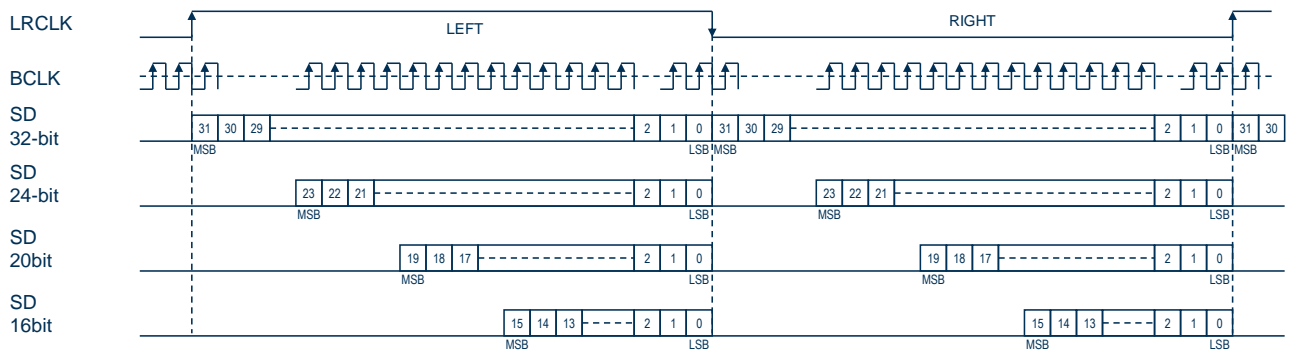 LRCLK LEFT RIGHT
BCLK
SD
32-bit
31 30 29 2 1 0 31 30 29 2 1 0 31 30
MSB LSB MSB LSB MSB
SD
24-bit
23 22 21 2 1 0 23 22 21 2 1 0
MSB LSB MSB LSB
SD
20bit
19 18 17 2 1 0 19 18 17 2 1 0
MSB LSB MSB LSB
SD
16bit
15 14 13 2 1 0 15 14 13 2 1 0
MSB LSB MSB LSB